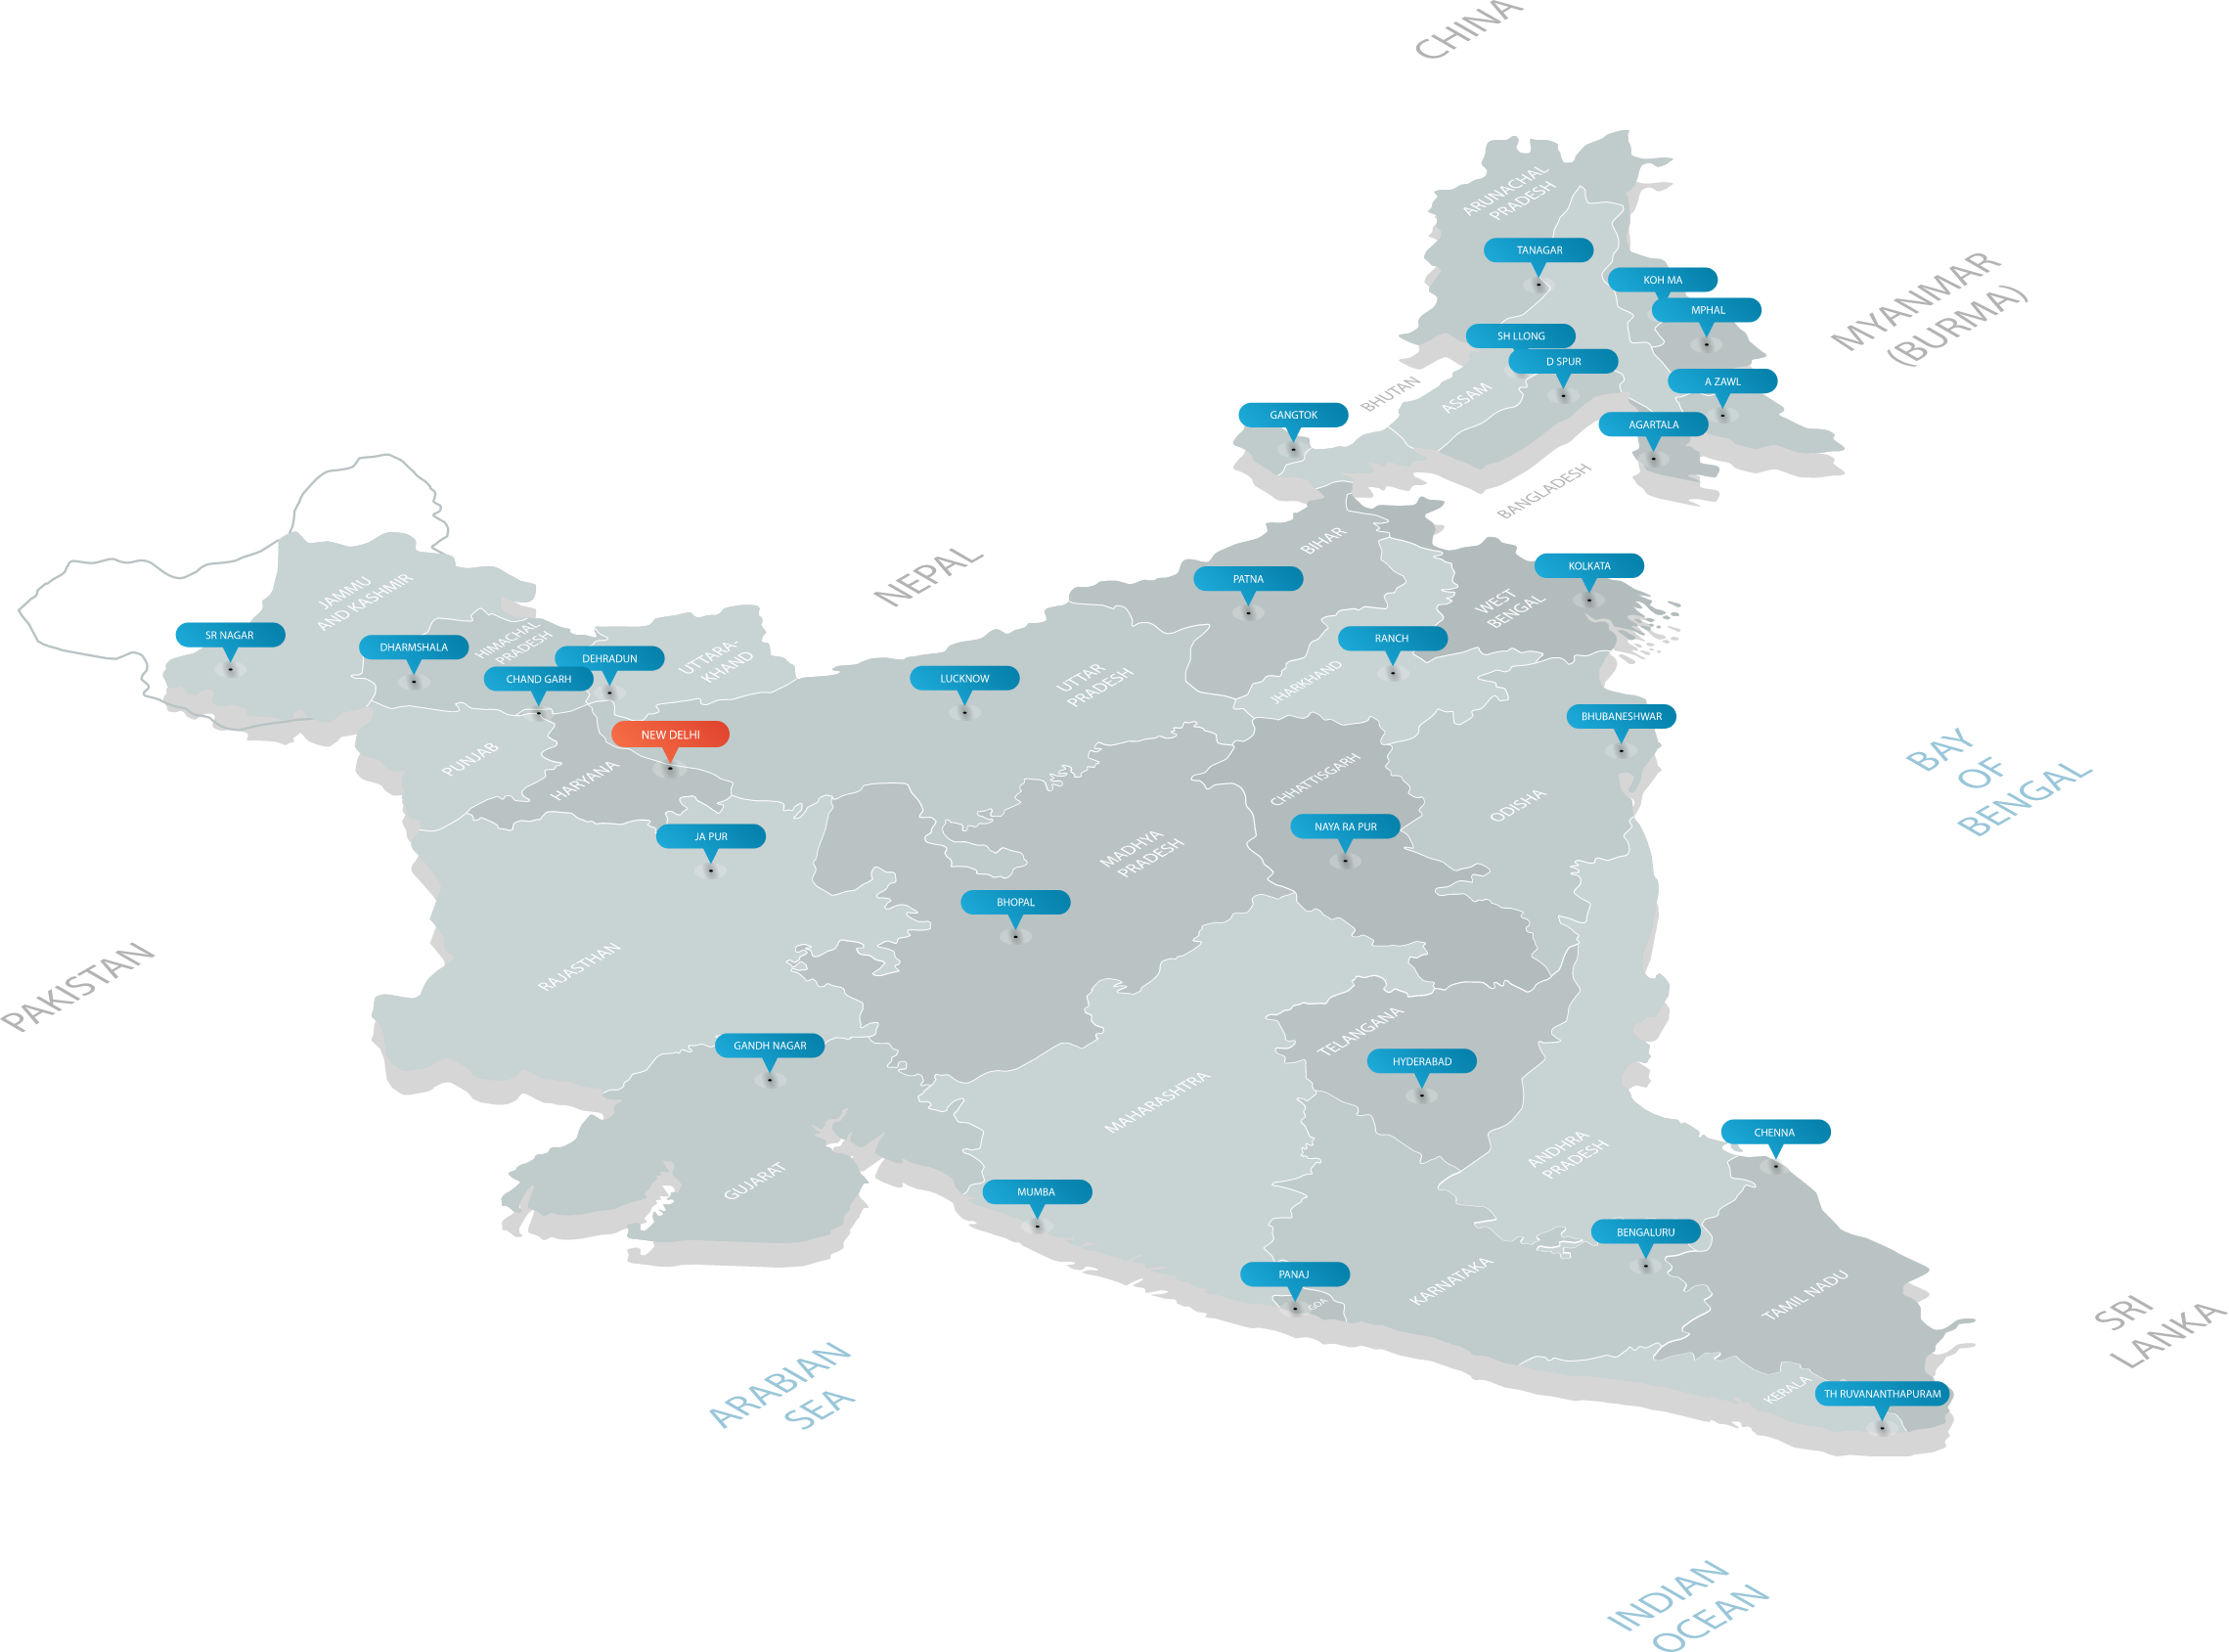 CHINA
ARUNACHAL
PRADESH
TANAGAR
KOH MA
MPHAL
MYANMAR
(BURMA)
SH LLONG
D SPUR
A ZAWL
BHUTAN
ASSAM
GANGTOK
AGARTALA
BANGLADESH
BIHAR
NEPAL
PATNA
KOLKATA
WEST
BENGAL
JAMMU
AND KASHMIR
SR NAGAR
DHARMSHALA
HIMACHAL
PRADESH
DEHRADUN
CHAND GARH
UTTARA-
KHAND
LUCKNOW
UTTAR
PRADESH
RANCH
JHARKHAND
BHUBANESHWAR
NEW DELHI
PUNJAB
HARYANA
BAY
OF
BENGAL
CHHATTISGARH
ODISHA
JA PUR
NAYA RA PUR
MADHYA
PRADESH
BHOPAL
RAJASTHAN
PAKISTAN
TELANGANA
GANDH NAGAR
HYDERABAD
MAHARASHTRA
ANDHRA
PRADESH
CHENNA
GUJARAT
MUMBA
BENGALURU
PANAJ
GOA
KARNATAKA
TAMIL NADU
SRI
LANKA
ARABIAN
SEA
KERALA
TH RUVANANTHAPURAM
INDIAN
OCEAN